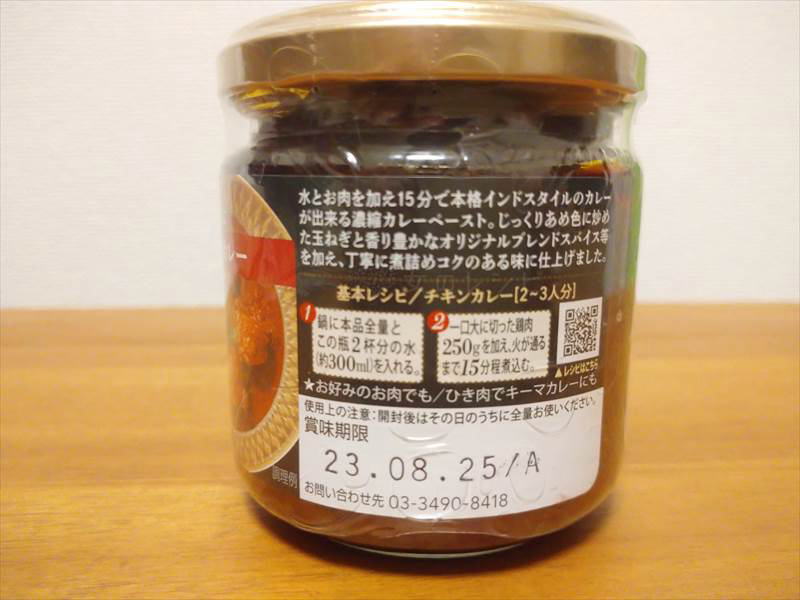 水とお肉を加え15分で本格インドスタイルのカレー
が出来る濃縮カレーペースト。じっくりあめ色に炒め
た玉ねぎと香り豊かなオリジナルブレンドスパイス等
を加え、丁寧に煮詰めコクのある味に仕上げました。
基本レシピ/チキンカレー[2~3人分]
1 鍋に本品全量と
この瓶2杯分の水
(約300ml)を入れる。
2 一口大に切った鶏肉
250gを加え、火が通る
まで15分程煮込む。
▲レシピはこちら
★お好みのお肉でも/ひき肉でキーマカレーにも
使用上の注意:開封後はその日のうちに全量お使いください。
賞味期限
23.08.25/A
お問い合わせ先 03-3490-8418
調理例